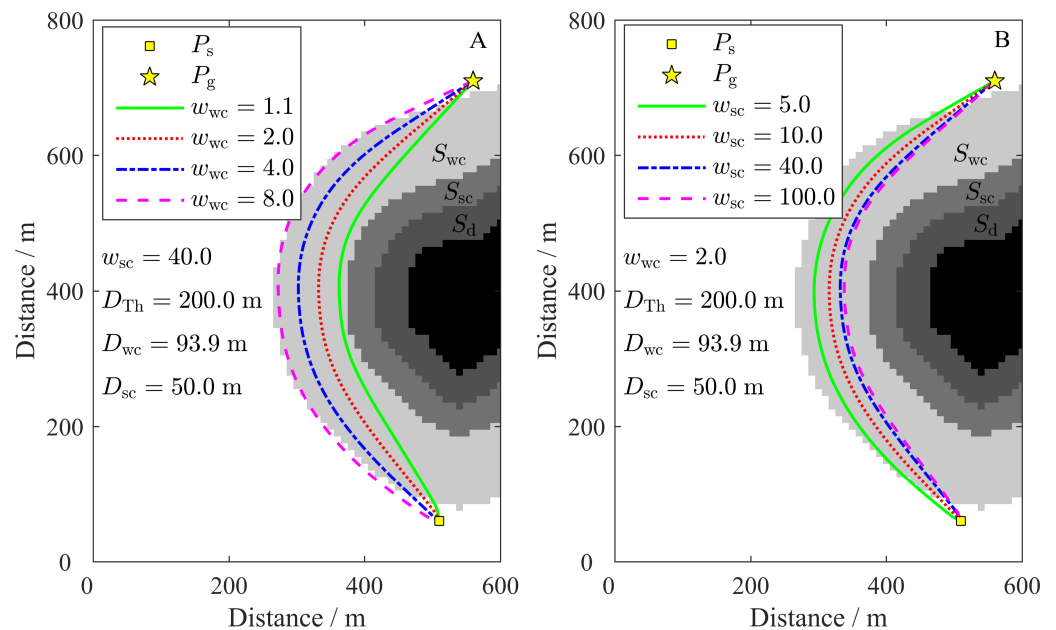 800
600
400
200
0
0
200
400
600
Distance / m
Distance / m
A
P_s
P_g
w_wc = 1.1
w_wc = 2.0
w_wc = 4.0
w_wc = 8.0
S_wc
S_sc
S_d
w_sc = 40.0
D_Th = 200.0 m
D_wc = 93.9 m
D_sc = 50.0 m
800
600
400
200
0
0
200
400
600
Distance / m
Distance / m
B
P_s
P_g
w_sc = 5.0
w_sc = 10.0
w_sc = 40.0
w_sc = 100.0
S_wc
S_sc
S_d
w_wc = 2.0
D_Th = 200.0 m
D_wc = 93.9 m
D_sc = 50.0 m